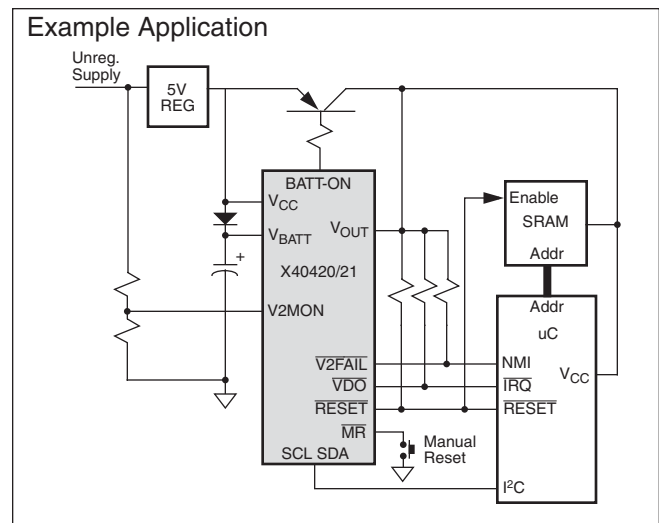 Example Application
Unreg.
Supply
5V
REG
BATT-ON
VCC
VBATT
+
VOUT
X40420/21
V2MON
V2FAIL
VDO
RESET
MR
SCL SDA
Manual
Reset
Enable
SRAM
Addr
Addr
uC
NMI
VCC
IRQ
RESET
I²C